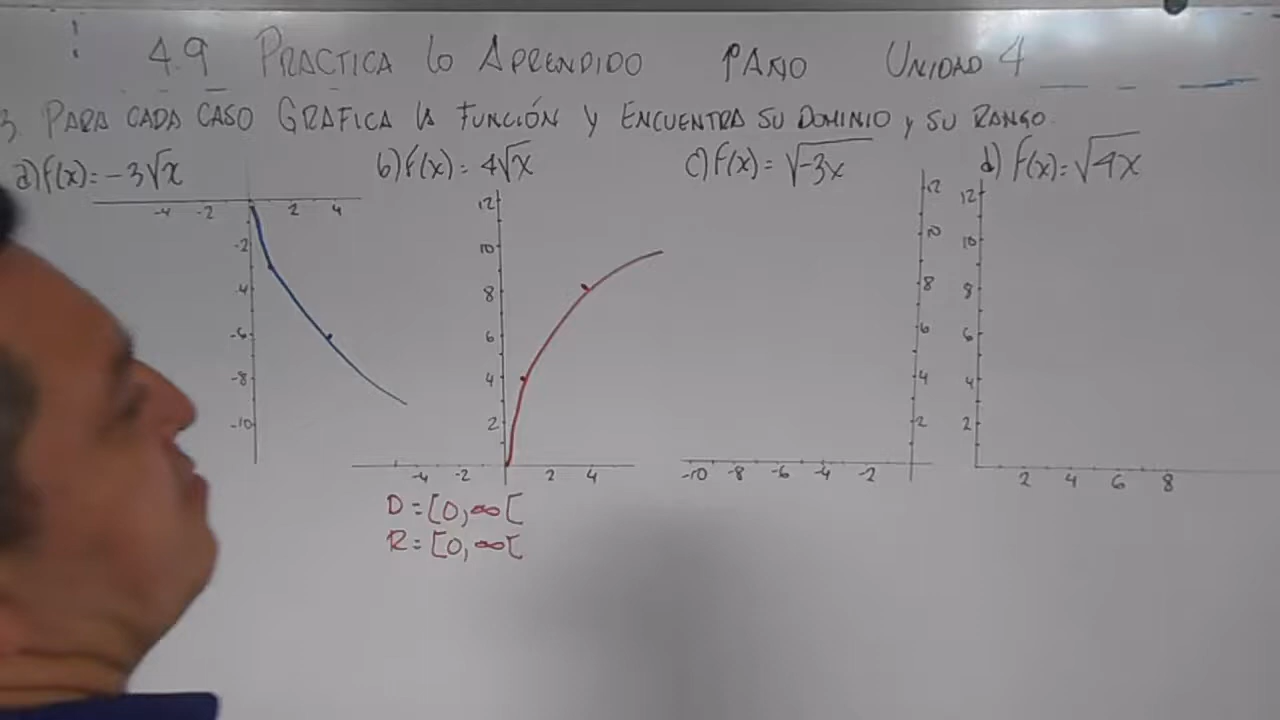 4.9 PRACTICA lo APRENDIDO 1º AÑO UNIDAD 4
3 PARA CADA CASO GRAFICA la FUNCIÓN y ENCUENTRA SU DOMINIO y SU RANGO
a) f(x)= -3√x
b) f(x)= 4√x
c) f(x)= √-3x
d) f(x)= √4x
-4 -2 2 4
-2
-4
-6
-8
-10
12
10
8
6
4
2
-4 -2 2 4
D = [0, ∞[
R = [0, ∞[
12
10
8
6
4
2
-10 -8 -6 -4 -2
12
10
8
6
4
2
2 4 6 8